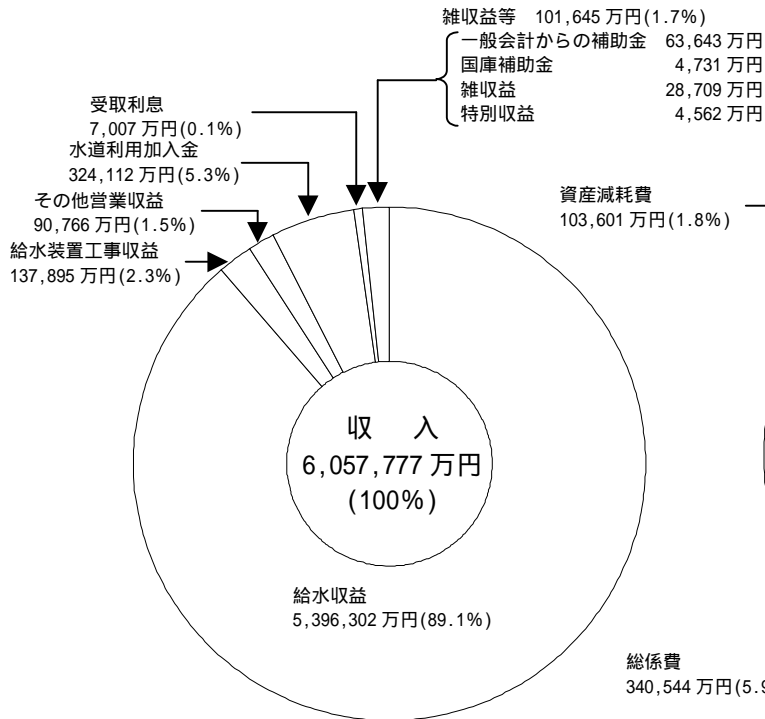 雑収益等 101,645 万円(1.7%)
一般会計からの補助金 63,643 万円
国庫補助金 4,731 万円
雑収益 28,709 万円
特別収益 4,562 万円
受取利息
7,007 万円(0.1%)
水道利用加入金
324,112 万円(5.3%)
その他営業収益
90,766 万円(1.5%)
給水装置工事収益
137,895 万円(2.3%)
資産減耗費
103,601 万円(1.8%)
収 入
6,057,777 万円
(100%)
給水収益
5,396,302 万円(89.1%)
総係費
340,544 万円(5.9